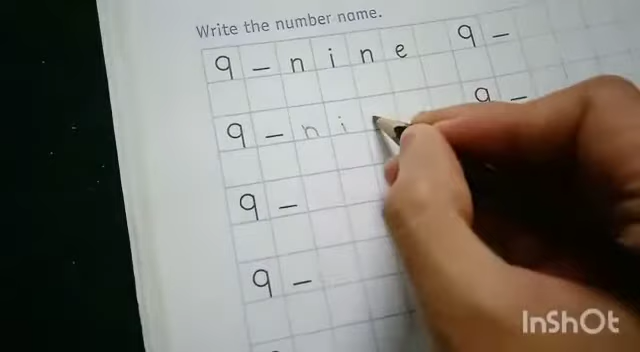 Write the number name.
9 – n i n e 9 –
9 – n i 9 –
9 –
9 –
InShOt